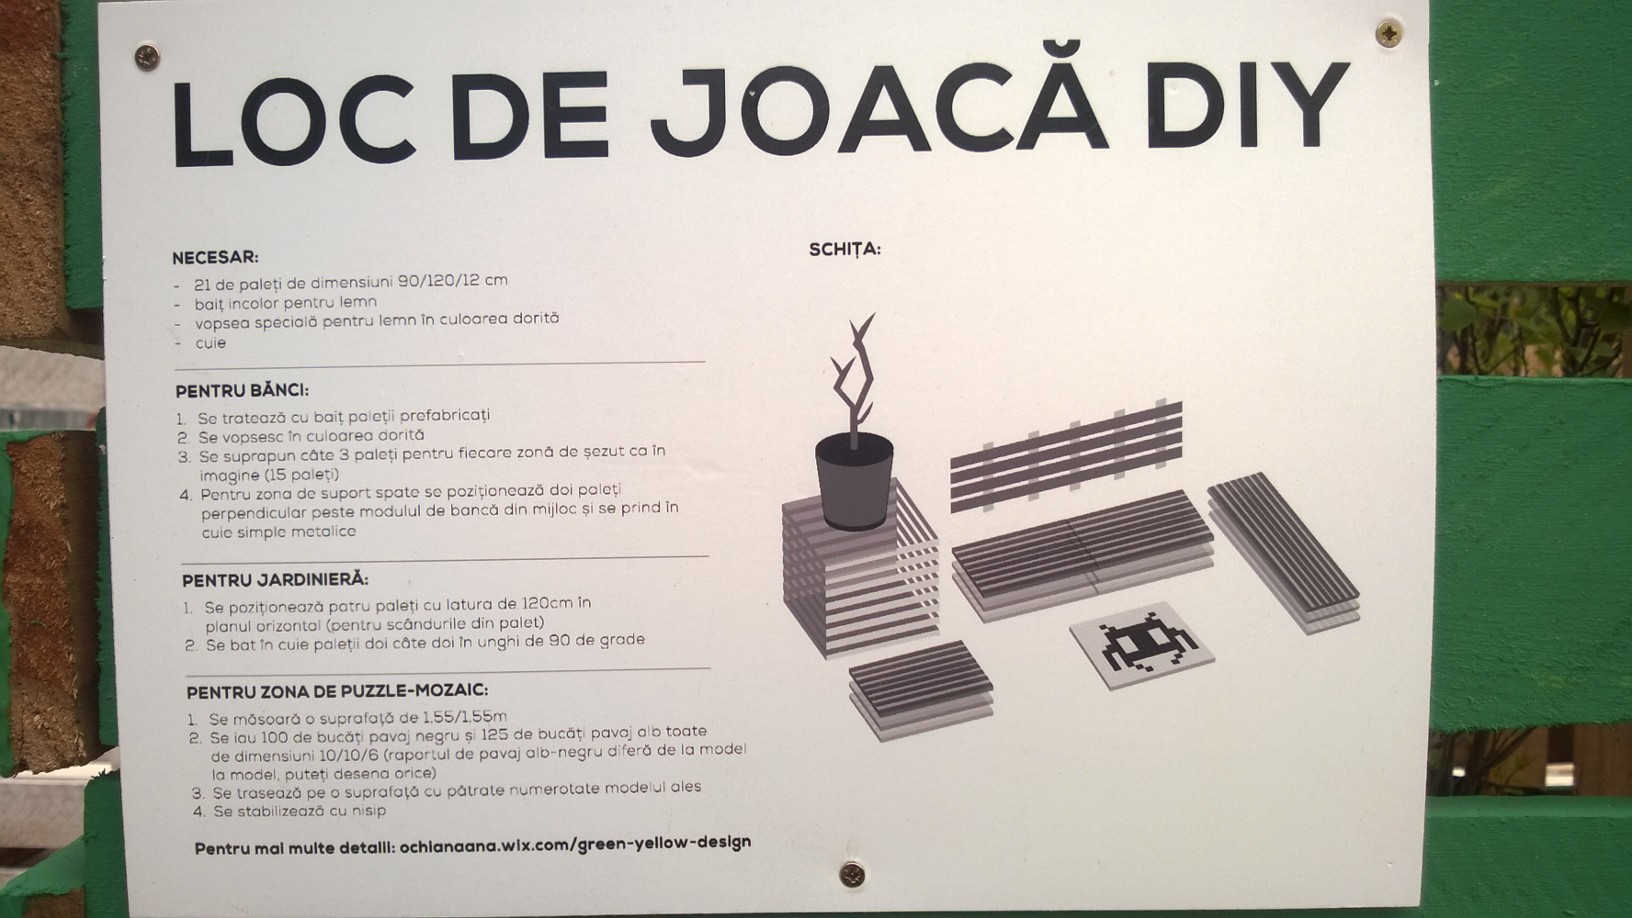 LOC DE JOACĂ DIY
NECESAR:
- 21 de paleți de dimensiuni 90/120/12 cm
- baiț incolor pentru lemn
- vopsea specială pentru lemn în culoarea dorită
- cuie
PENTRU BĂNCI:
1. Se tratează cu baiț paleții prefabricați
2. Se vopsesc în culoarea dorită
3. Se suprapun câte 3 paleți pentru fiecare zonă de șezut ca în
imagine (15 paleți)
4. Pentru zona de suport spate se poziționează doi paleți
perpendicular peste modulul de bancă din mijloc și se prind în
cuie simple metalice
PENTRU JARDINIERĂ:
1. Se poziționează patru paleți cu latura de 120cm în
planul orizontal (pentru scândurile din palet)
2. Se bat în cuie paleții doi câte doi în unghi de 90 de grade
PENTRU ZONA DE PUZZLE-MOZAIC:
1. Se măsoară o suprafață de 1,55/1,55m
2. Se iau 100 de bucăți pavaj negru și 125 de bucăți pavaj alb toate
de dimensiuni 10/10/6 (raportul de pavaj alb-negru diferă de la model
la model, puteți desena orice)
3. Se trasează pe o suprafață cu pătrate numerotate modelul ales
4. Se stabilizează cu nisip
Pentru mai multe detalii: ochianaana.wix.com/green-yellow-design
SCHIȚA: